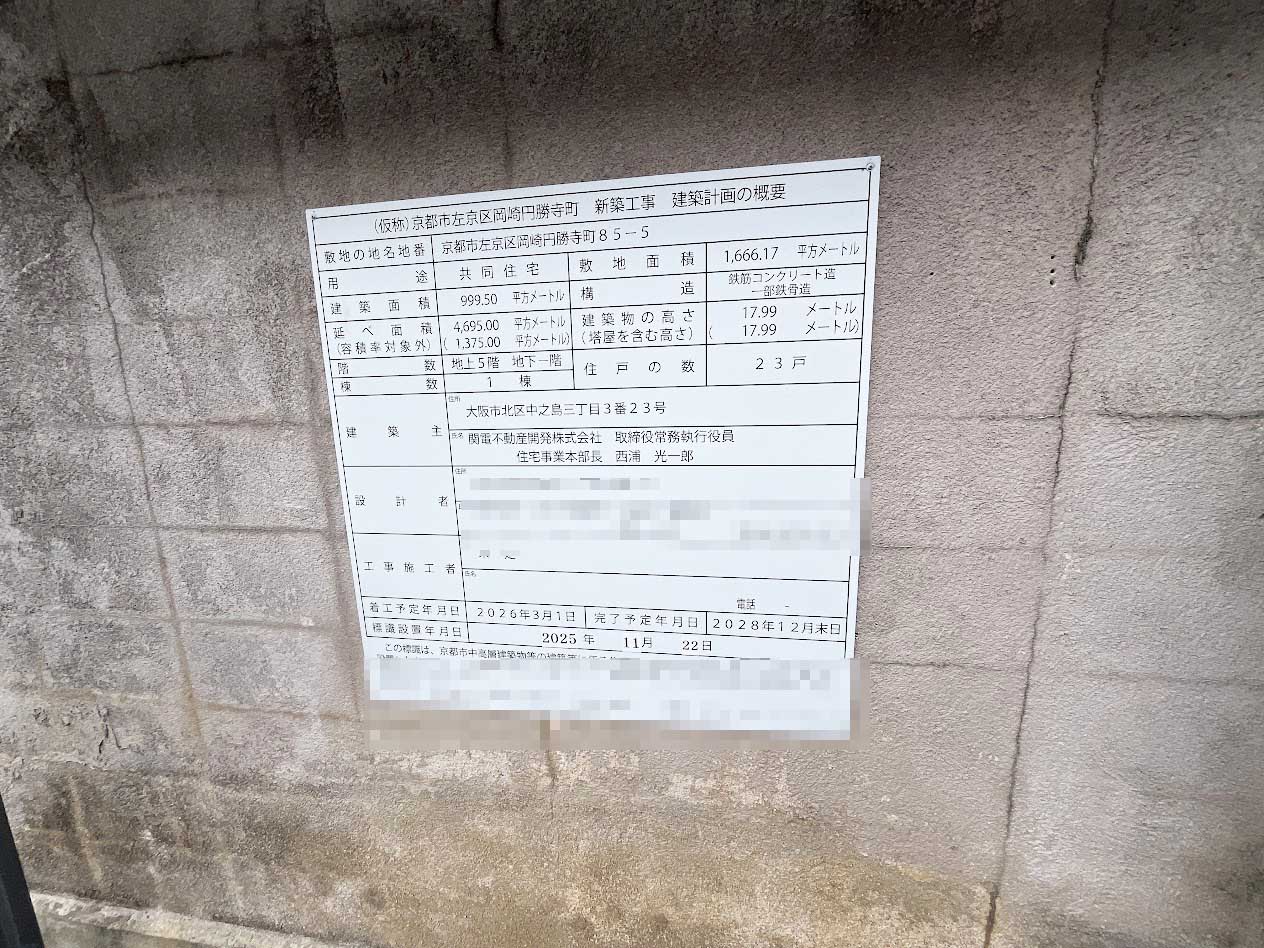 (仮称)京都市左京区岡崎円勝寺町 新築工事 建築計画の概要
敷地の地名地番 京都市左京区岡崎円勝寺町85-5
用途 共同住宅 敷地面積 1,666.17 平方メートル
建築面積 999.50 平方メートル 構造 鉄筋コンクリート造
一部鉄骨造
延べ面積 4,695.00 平方メートル 建築物の高さ 17.99 メートル
(容積率対象外) (1,375.00 平方メートル) (塔屋を含む高さ) (17.99 メートル)
階数 地上5階 地下一階 住戸の数 23戸
棟数 1 棟
建築主 住所 大阪市北区中之島三丁目3番23号
氏名 関電不動産開発株式会社 取締役常務執行役員
住宅事業本部長 西浦 光一郎
設計者 住所
工事施工者 未定
氏名
電話 -
着工予定年月日 2026年3月1日 完了予定年月日 2028年12月末日
標識設置年月日 2025年 11月 22日
この標識は、京都市中高層建築物等の建築等に